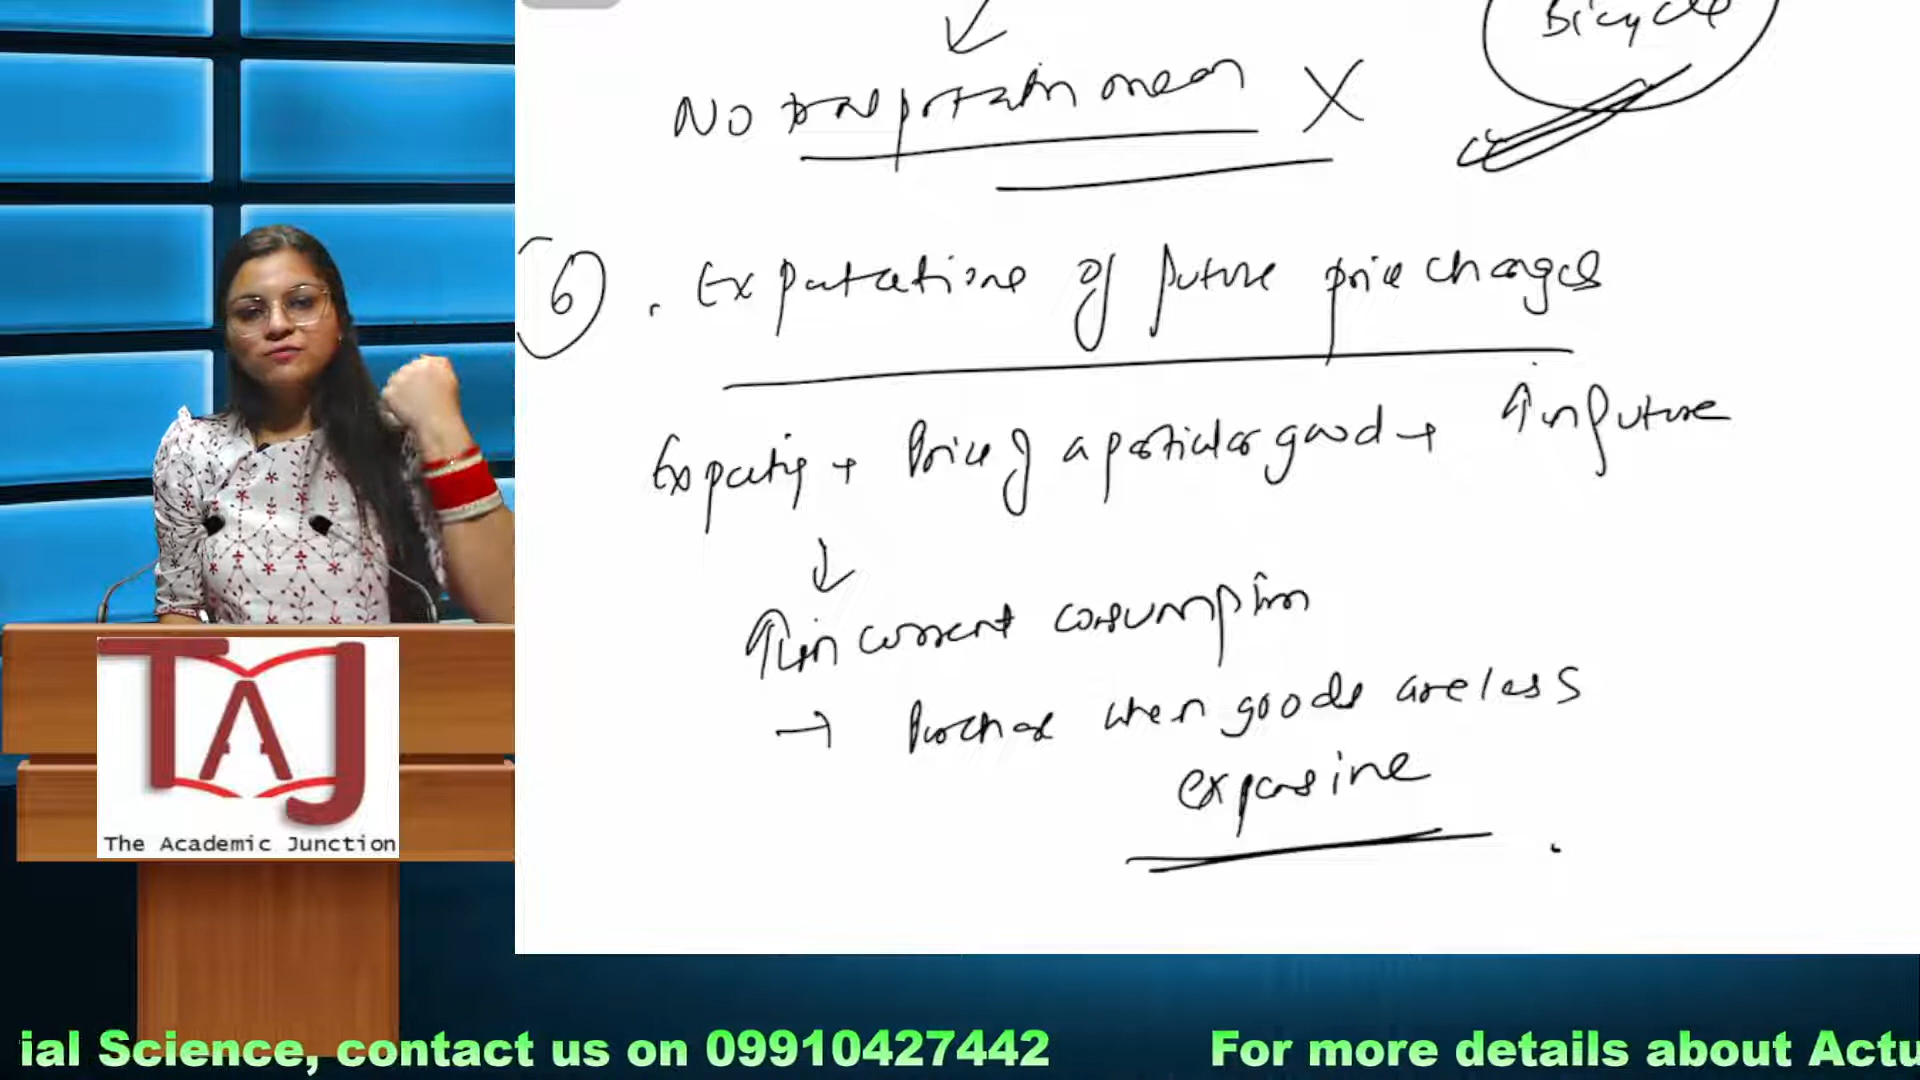 Bicycle
No transportation mean X
6. Expectations of future price changes
Expecting → Price of a particular good → ↑ in future
↓
↑ in current consumption
→ Purchase when goods are less
expensive
TAJ
The Academic Junction
ial Science, contact us on 09910427442 For more details about Actu